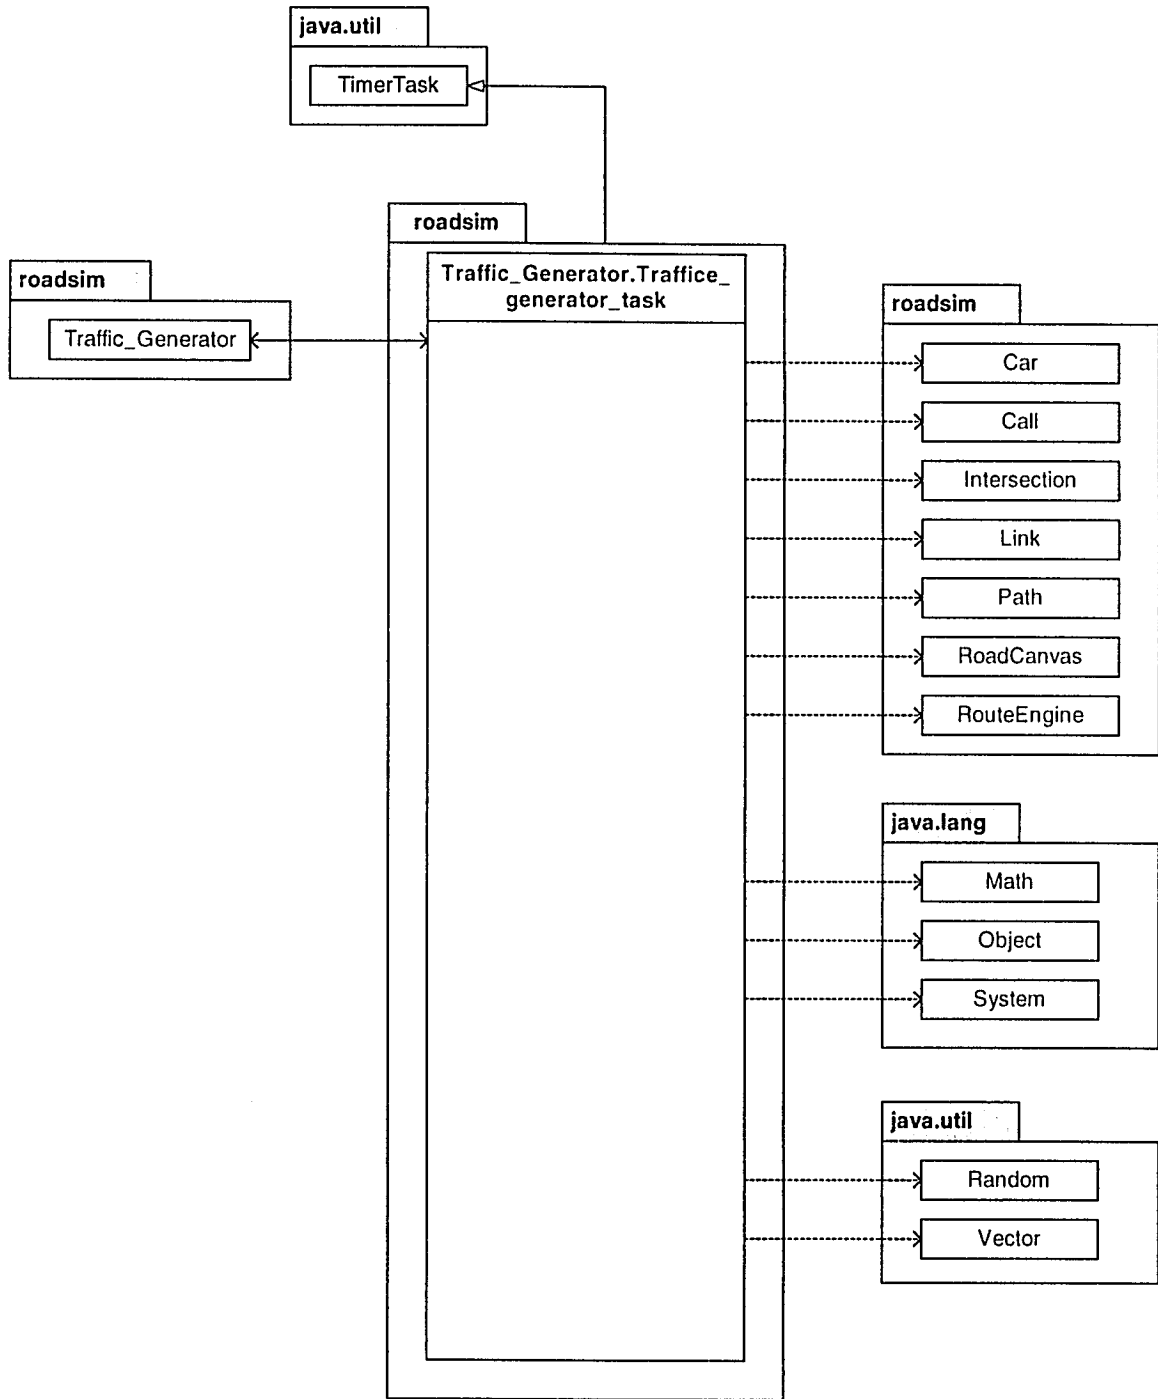 java.util
TimerTask
roadsim
Traffic_Generator.Traffice_
generator_task
roadsim
Traffic_Generator
roadsim
Car
Call
Intersection
Link
Path
RoadCanvas
RouteEngine
java.lang
Math
Object
System
java.util
Random
Vector